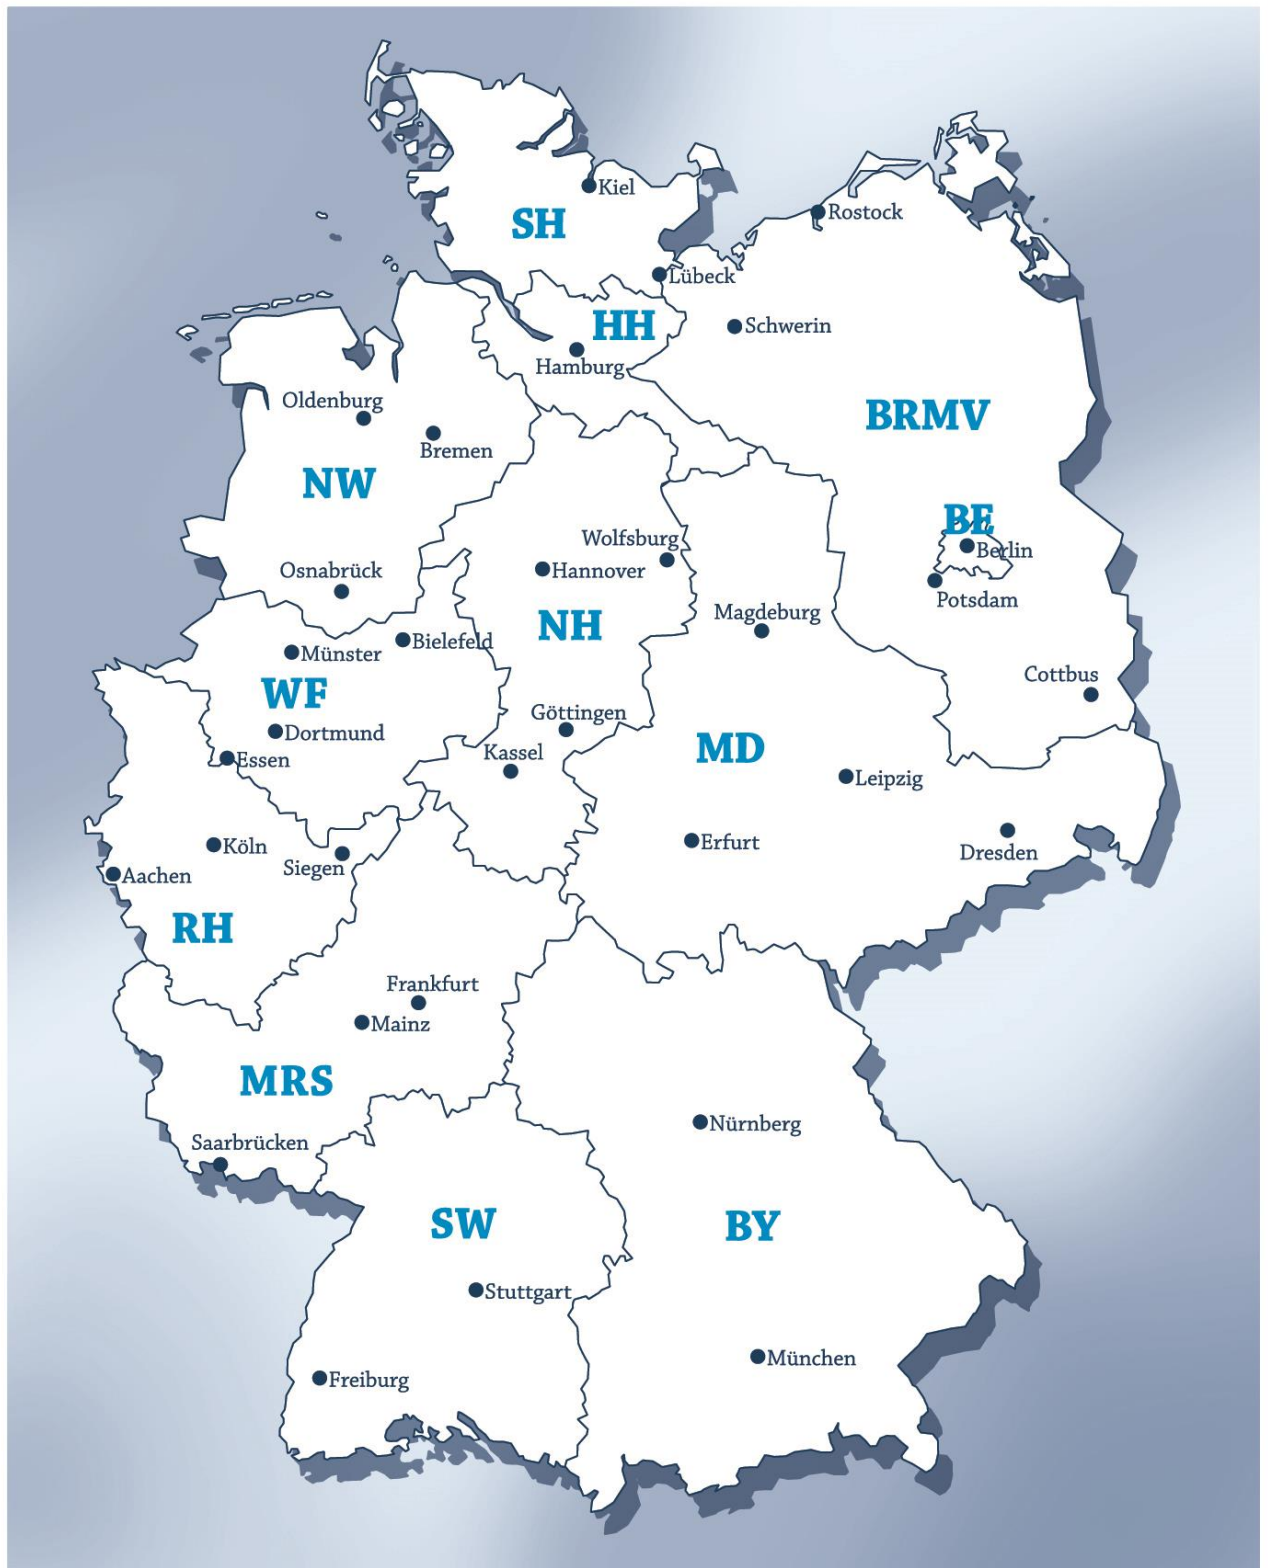 Kiel
SH
Rostock
Lübeck
HH
Schwerin
Hamburg
Oldenburg
BRMV
Bremen
NW
BE
Wolfsburg
Berlin
Osnabrück
Hannover
Potsdam
Magdeburg
NH
Bielefeld
Münster
Cottbus
WF
Göttingen
Dortmund
MD
Kassel
Essen
Leipzig
Köln
Erfurt
Siegen
Dresden
Aachen
RH
Frankfurt
Mainz
MRS
Nürnberg
Saarbrücken
SW
BY
Stuttgart
München
Freiburg